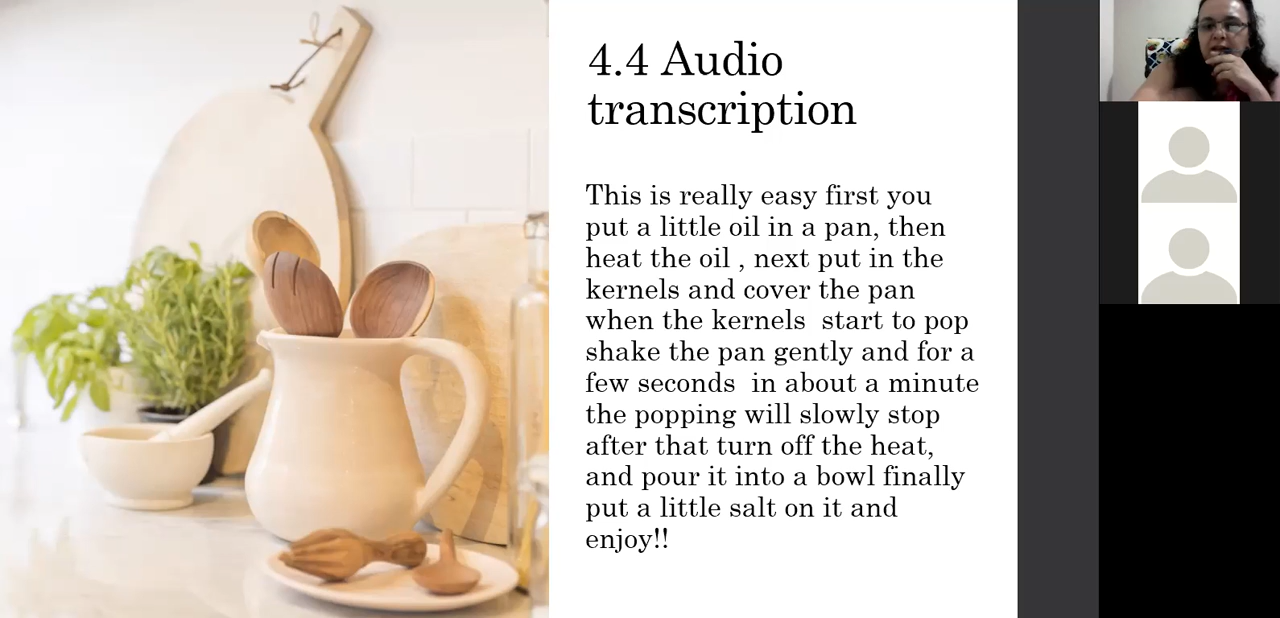 4.4 Audio
transcription
This is really easy first you
put a little oil in a pan, then
heat the oil , next put in the
kernels and cover the pan
when the kernels  start to pop
shake the pan gently and for a
few seconds  in about a minute
the popping will slowly stop
after that turn off the heat,
and pour it into a bowl finally
put a little salt on it and
enjoy!!